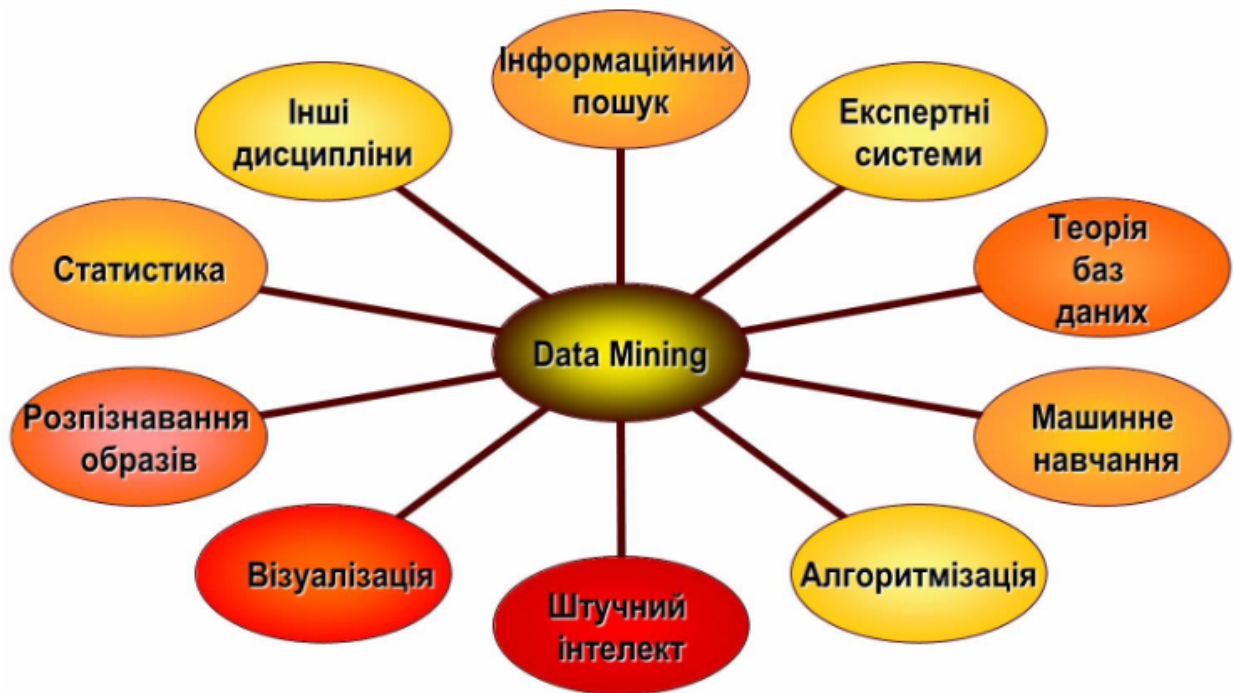 Інформаційний
пошук
Інші
дисципліни
Експертні
системи
Статистика
Теорія
баз
даних
Data Mining
Розпізнавання
образів
Машинне
навчання
Візуалізація
Штучний
інтелект
Алгоритмізація